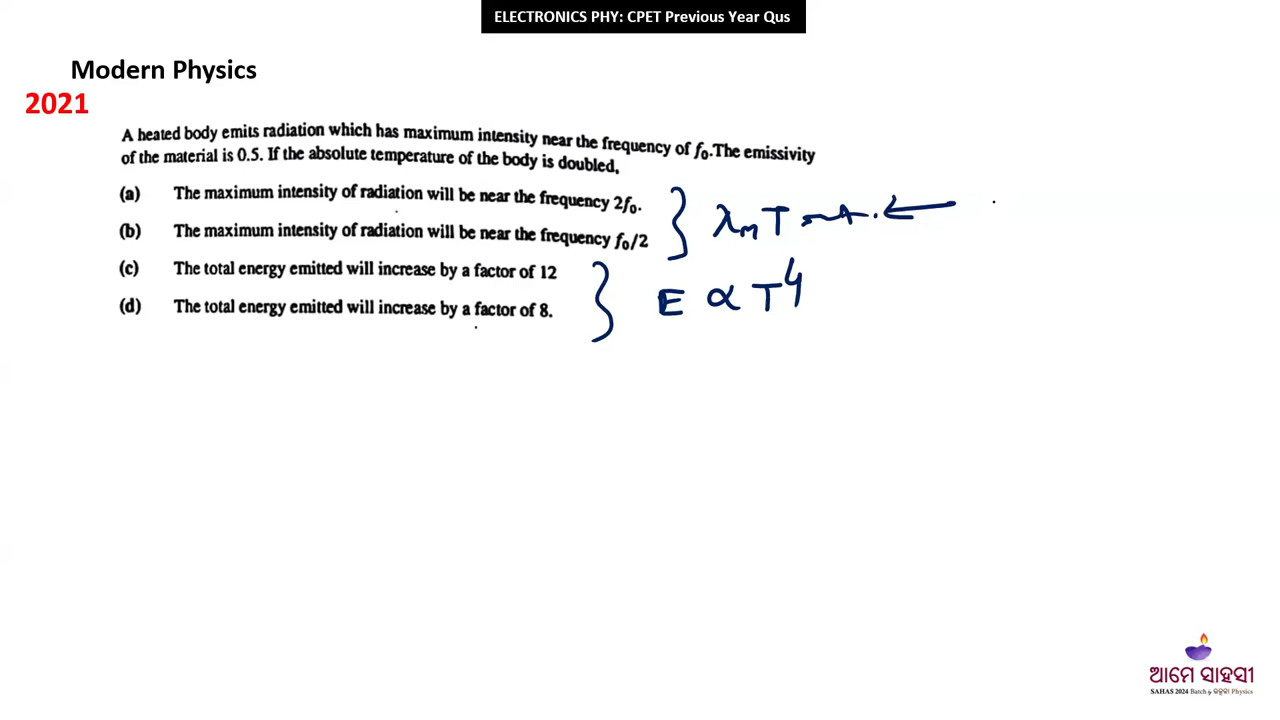 ELECTRONICS PHY: CPET Previous Year Qus
Modern Physics
2021
A heated body emits radiation which has maximum intensity near the frequency of f₀.The emissivity
of the material is 0.5. If the absolute temperature of the body is doubled,
(a) The maximum intensity of radiation will be near the frequency 2f₀.
(b) The maximum intensity of radiation will be near the frequency f₀/2
(c) The total energy emitted will increase by a factor of 12
(d) The total energy emitted will increase by a factor of 8.
λₘ T
E ∝ T⁴
ଆମେ ସାହସୀ
SAHAS 2024 Batch Physics